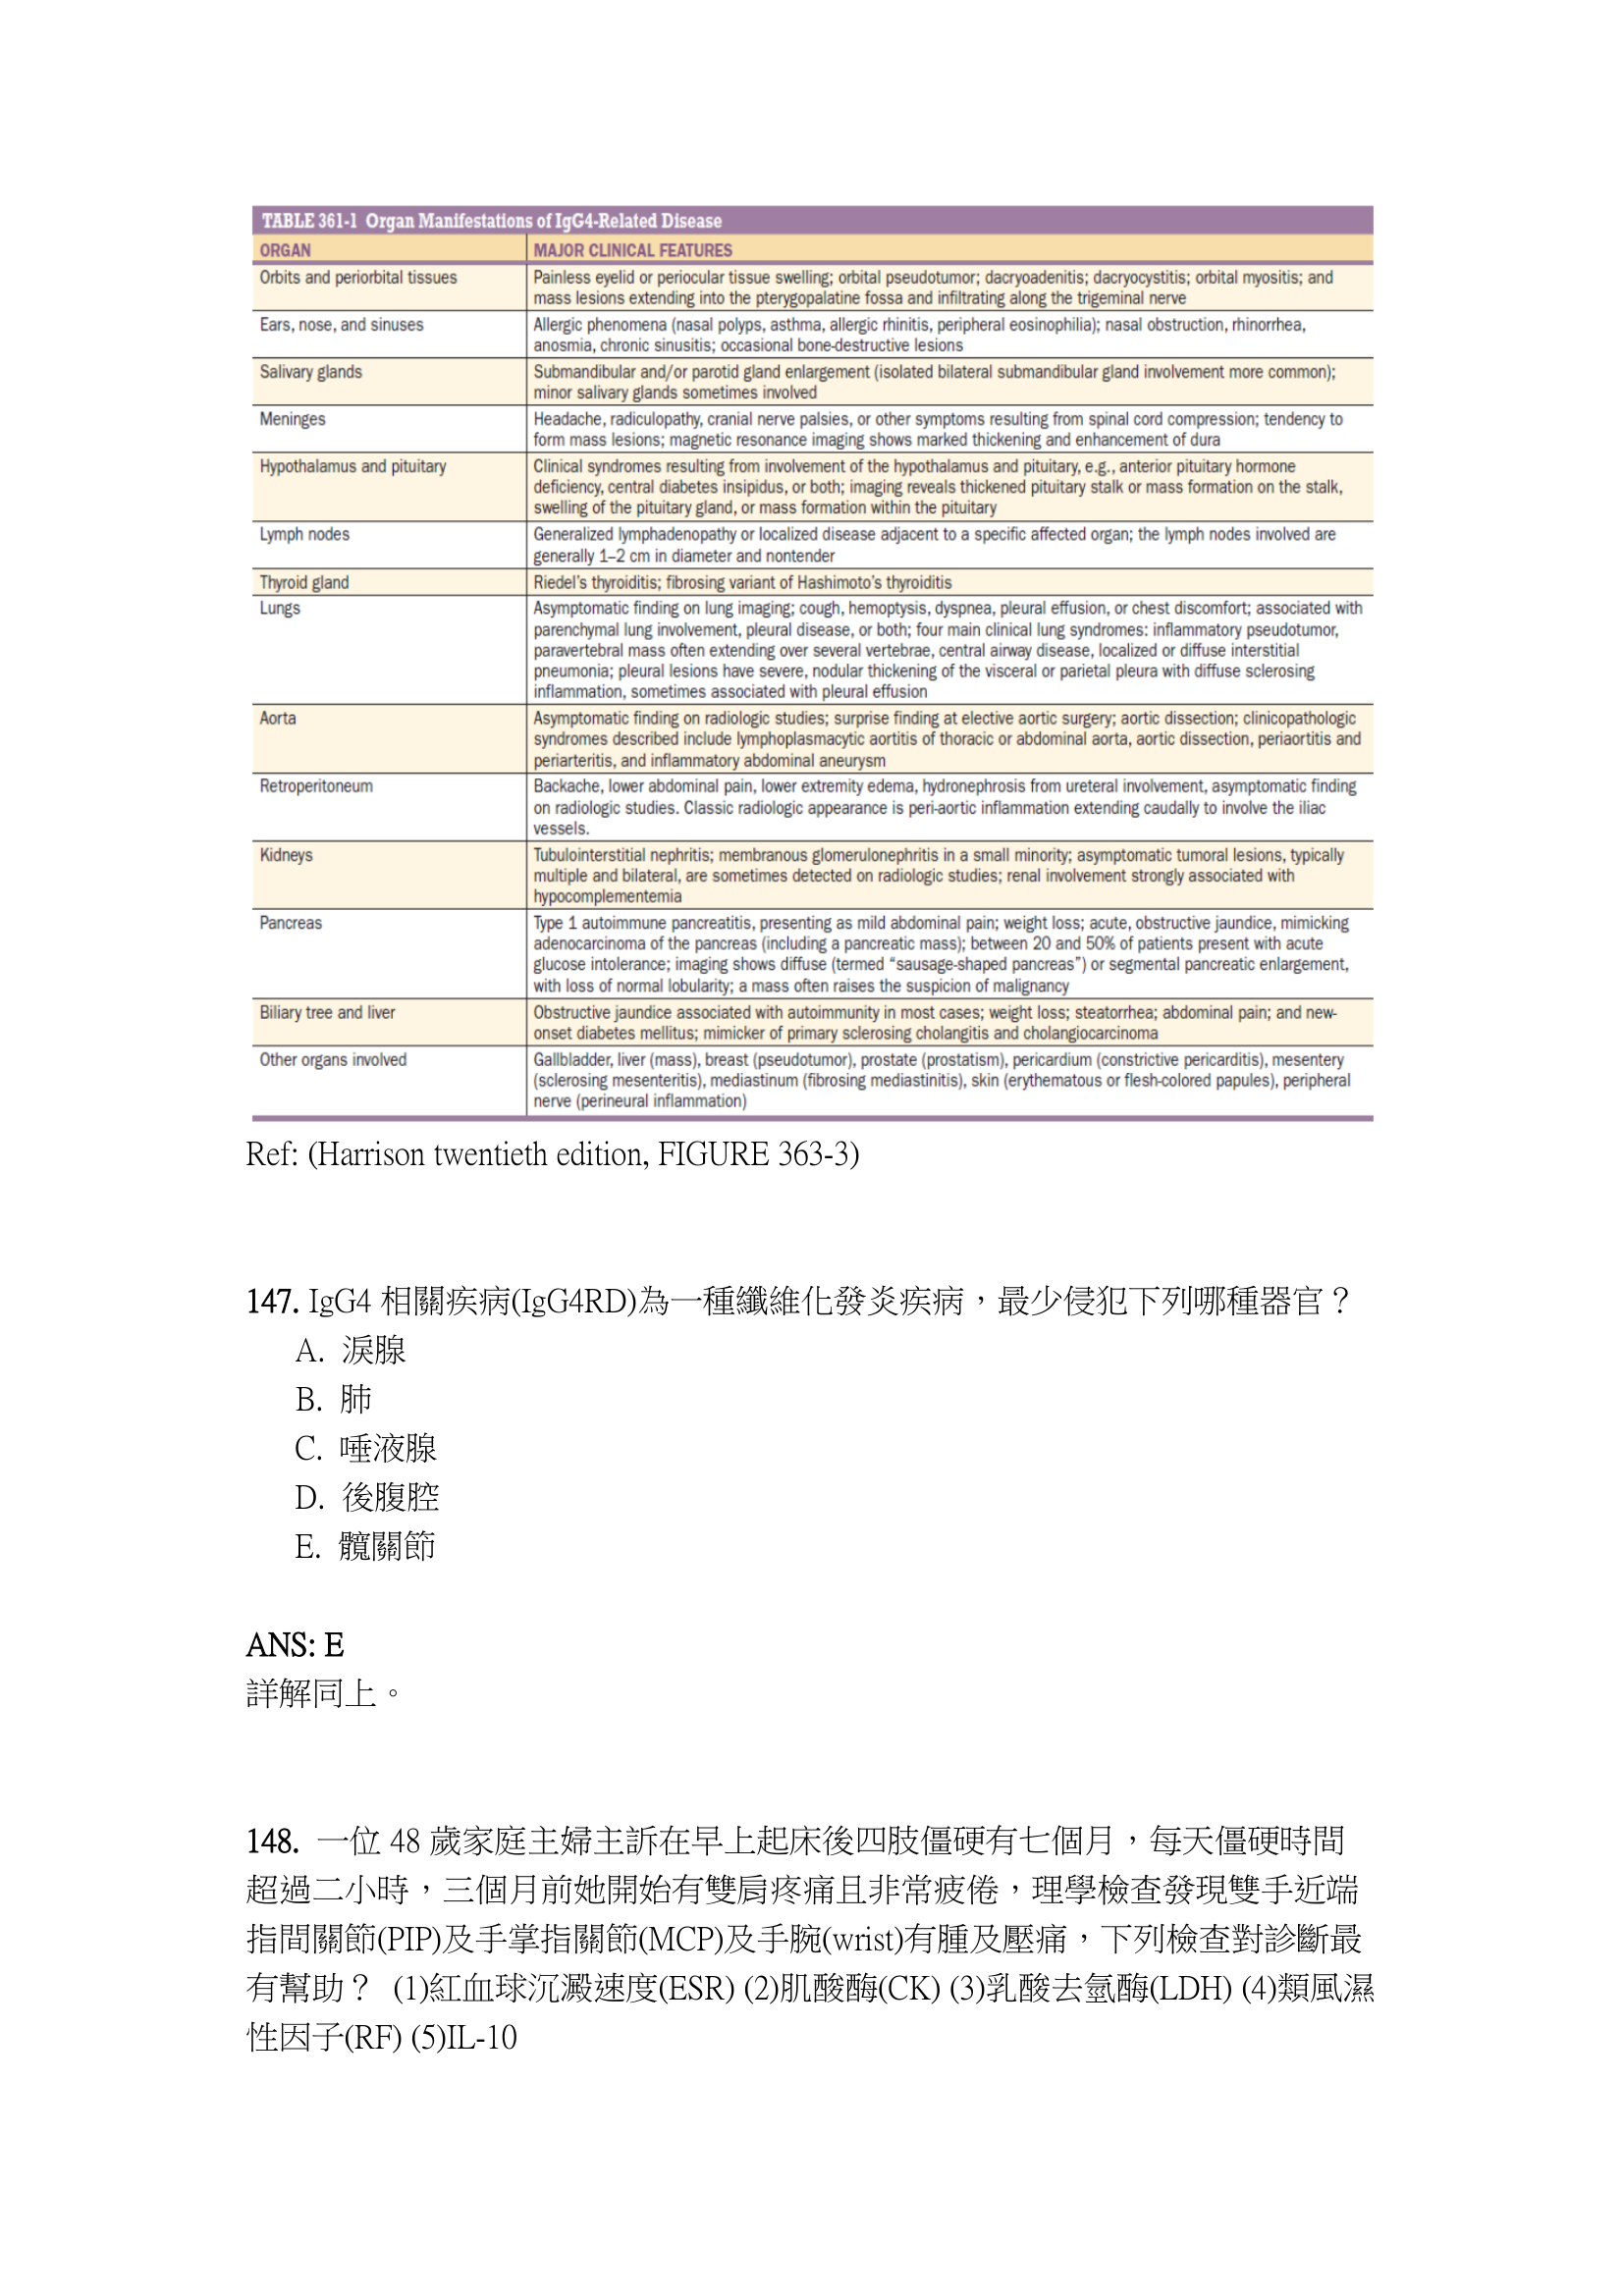 TABLE 361-1 Organ Manifestations of IgG4-Related Disease
ORGAN MAJOR CLINICAL FEATURES
Orbits and periorbital tissues Painless eyelid or periocular tissue swelling; orbital pseudotumor; dacryoadenitis; dacryocystitis; orbital myositis; and
mass lesions extending into the pterygopalatine fossa and infiltrating along the trigeminal nerve
Ears, nose, and sinuses Allergic phenomena (nasal polyps, asthma, allergic rhinitis, peripheral eosinophilia); nasal obstruction, rhinorrhea,
anosmia, chronic sinusitis; occasional bone-destructive lesions
Salivary glands Submandibular and/or parotid gland enlargement (isolated bilateral submandibular gland involvement more common);
minor salivary glands sometimes involved
Meninges Headache, radiculopathy, cranial nerve palsies, or other symptoms resulting from spinal cord compression; tendency to
form mass lesions; magnetic resonance imaging shows marked thickening and enhancement of dura
Hypothalamus and pituitary Clinical syndromes resulting from involvement of the hypothalamus and pituitary, e.g., anterior pituitary hormone
deficiency, central diabetes insipidus, or both; imaging reveals thickened pituitary stalk or mass formation on the stalk,
swelling of the pituitary gland, or mass formation within the pituitary
Lymph nodes Generalized lymphadenopathy or localized disease adjacent to a specific affected organ; the lymph nodes involved are
generally 1–2 cm in diameter and nontender
Thyroid gland Riedel's thyroiditis; fibrosing variant of Hashimoto's thyroiditis
Lungs Asymptomatic finding on lung imaging; cough, hemoptysis, dyspnea, pleural effusion, or chest discomfort; associated with
parenchymal lung involvement, pleural disease, or both; four main clinical lung syndromes: inflammatory pseudotumor,
paravertebral mass often extending over several vertebrae, central airway disease, localized or diffuse interstitial
pneumonia; pleural lesions have severe, nodular thickening of the visceral or parietal pleura with diffuse sclerosing
inflammation, sometimes associated with pleural effusion
Aorta Asymptomatic finding on radiologic studies; surprise finding at elective aortic surgery; aortic dissection; clinicopathologic
syndromes described include lymphoplasmacytic aortitis of thoracic or abdominal aorta, aortic dissection, periaortitis and
periarteritis, and inflammatory abdominal aneurysm
Retroperitoneum Backache, lower abdominal pain, lower extremity edema, hydronephrosis from ureteral involvement, asymptomatic finding
on radiologic studies. Classic radiologic appearance is peri-aortic inflammation extending caudally to involve the iliac
vessels.
Kidneys Tubulointerstitial nephritis; membranous glomerulonephritis in a small minority; asymptomatic tumoral lesions, typically
multiple and bilateral, are sometimes detected on radiologic studies; renal involvement strongly associated with
hypocomplementemia
Pancreas Type 1 autoimmune pancreatitis, presenting as mild abdominal pain; weight loss; acute, obstructive jaundice, mimicking
adenocarcinoma of the pancreas (including a pancreatic mass); between 20 and 50% of patients present with acute
glucose intolerance; imaging shows diffuse (termed “sausage-shaped pancreas”) or segmental pancreatic enlargement,
with loss of normal lobularity; a mass often raises the suspicion of malignancy
Biliary tree and liver Obstructive jaundice associated with autoimmunity in most cases; weight loss; steatorrhea; abdominal pain; and new-
onset diabetes mellitus; mimicker of primary sclerosing cholangitis and cholangiocarcinoma
Other organs involved Gallbladder, liver (mass), breast (pseudotumor), prostate (prostatism), pericardium (constrictive pericarditis), mesentery
(sclerosing mesenteritis), mediastinum (fibrosing mediastinitis), skin (erythematous or flesh-colored papules), peripheral
nerve (perineural inflammation)
Ref: (Harrison twentieth edition, FIGURE 363-3)
147. IgG4 相關疾病(IgG4RD)為一種纖維化發炎疾病，最少侵犯下列哪種器官？
A. 淚腺
B. 肺
C. 唾液腺
D. 後腹腔
E. 髖關節
ANS: E
詳解同上。
148. 一位 48 歲家庭主婦主訴在早上起床後四肢僵硬有七個月，每天僵硬時間
超過二小時，三個月前她開始有雙肩疼痛且非常疲倦，理學檢查發現雙手近端
指間關節(PIP)及手掌指關節(MCP)及手腕(wrist)有腫及壓痛，下列檢查對診斷最
有幫助？ (1)紅血球沉澱速度(ESR) (2)肌酸酶(CK) (3)乳酸去氫酶(LDH) (4)類風濕
性因子(RF) (5)IL-10